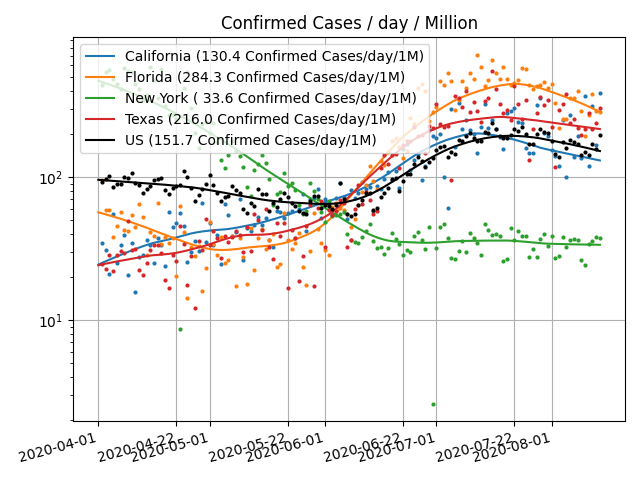 Confirmed Cases / day / Million
California (130.4 Confirmed Cases/day/1M)
Florida (284.3 Confirmed Cases/day/1M)
New York ( 33.6 Confirmed Cases/day/1M)
Texas (216.0 Confirmed Cases/day/1M)
US (151.7 Confirmed Cases/day/1M)
10²
10¹
2020-04-01
2020-04-22
2020-05-01
2020-05-22
2020-06-01
2020-06-22
2020-07-01
2020-07-22
2020-08-01